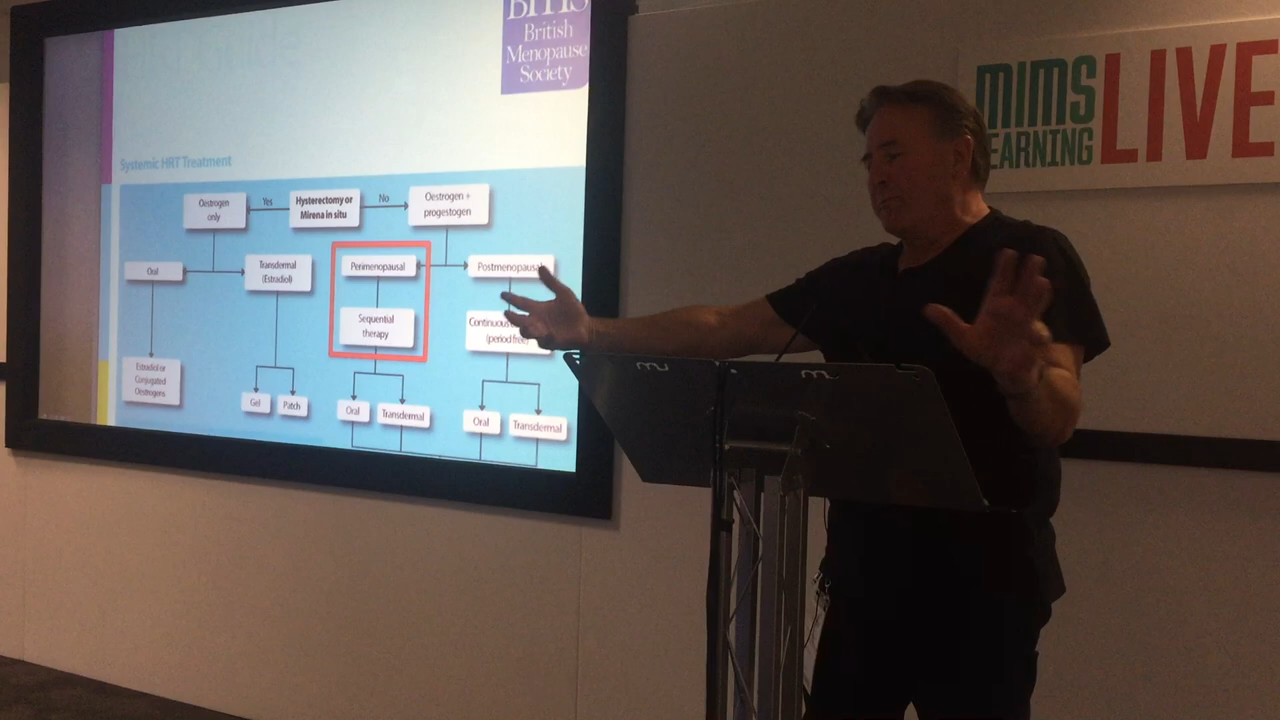 BMS
British
Menopause
Society
MIMS
LEARNING
LIVE
Systemic HRT Treatment
Oestrogen
only
Yes
Hysterectomy or
Mirena in situ
No
Oestrogen +
progestogen
Oral
Transdermal
(Estradiol)
Perimenopausal
Postmenopausal
Sequential
therapy
Continuous
(period free)
Estradiol or
Conjugated
Oestrogens
Gel
Patch
Oral
Transdermal
Oral
Transdermal